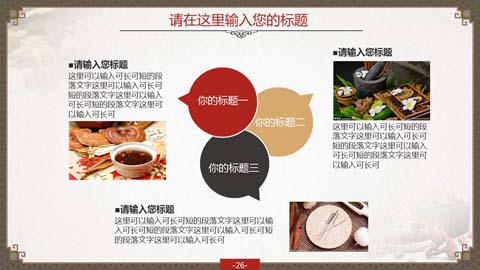 请在这里输入您的标题
■请输入您标题
这里可以输入可长可短的段
落文字这里可以输入可长可
短的段落文字这里可以输入
可长可短的段落文字这里可
以输入可长可
■请输入您标题
这里可以输入可长可短的段
落文字这里可以输入可长可
短的段落文字这里可以输入
可长可短的段落文字这里可
以输入可长可
你的标题一
你的标题二
你的标题三
■请输入您标题
这里可以输入可长可短的段落文字这里可以输
入可长可短的段落文字这里可以输入可长可短
的段落文字这里可以输入可长可
-26-